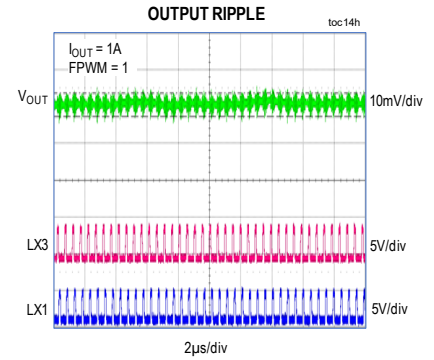 OUTPUT RIPPLE
toc14h
IOUT = 1A
FPWM = 1
VOUT
10mV/div
LX3
5V/div
LX1
5V/div
2µs/div